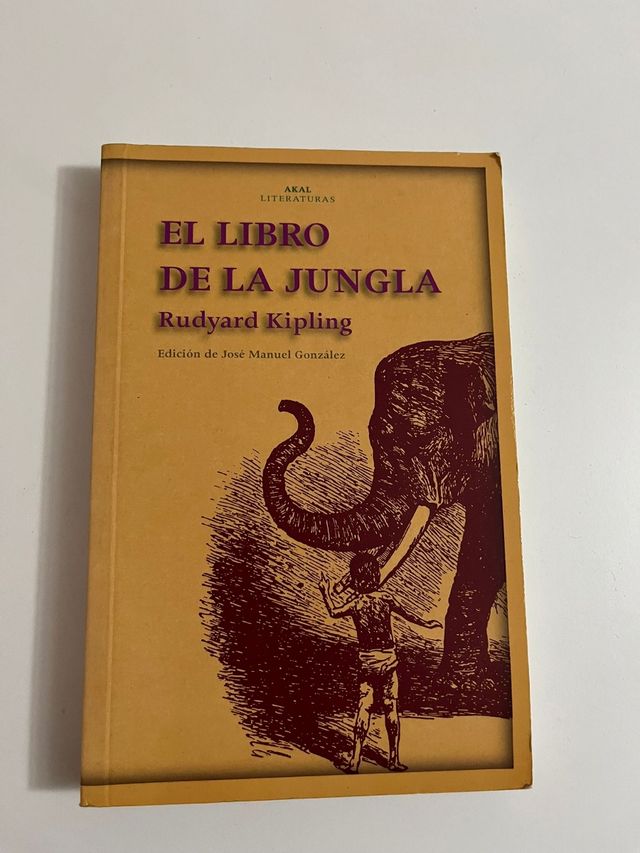 AKAL
LITERATURAS
EL LIBRO
DE LA JUNGLA
Rudyard Kipling
Edición de José Manuel González